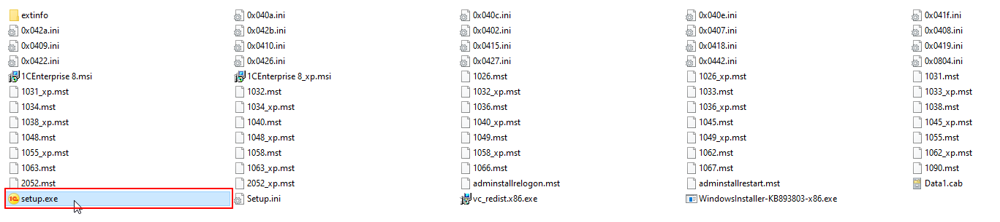 extinfo 0x040a.ini 0x040c.ini 0x040e.ini 0x041f.ini
0x042a.ini 0x042b.ini 0x0402.ini 0x0407.ini 0x0408.ini
0x0409.ini 0x0410.ini 0x0415.ini 0x0418.ini 0x0419.ini
0x0422.ini 0x0426.ini 0x0427.ini 0x0442.ini 0x0804.ini
1CEnterprise 8.msi 1CEnterprise 8_xp.msi 1026.mst 1026_xp.mst 1031.mst
1031_xp.mst 1032.mst 1032_xp.mst 1033.mst 1033_xp.mst
1034.mst 1034_xp.mst 1036.mst 1036_xp.mst 1038.mst
1038_xp.mst 1040.mst 1040_xp.mst 1045.mst 1045_xp.mst
1048.mst 1048_xp.mst 1049.mst 1049_xp.mst 1055.mst
1055_xp.mst 1058.mst 1058_xp.mst 1062.mst 1062_xp.mst
1063.mst 1063_xp.mst 1066.mst 1067.mst 1090.mst
2052.mst 2052_xp.mst adminstallrelogon.mst adminstallrestart.mst Data1.cab
setup.exe Setup.ini vc_redist.x86.exe WindowsInstaller-KB893803-x86.exe